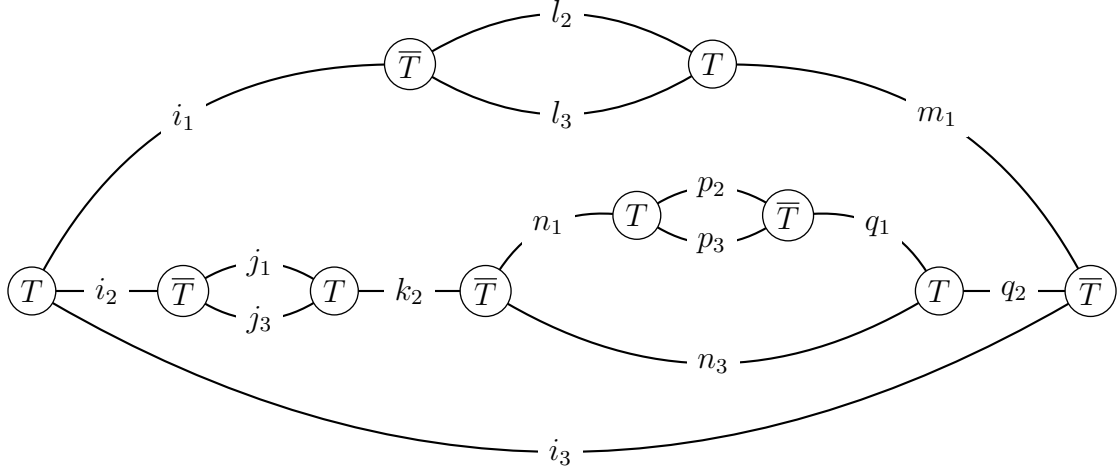 l₂
T̅ T
l₃
i₁ m₁
p₂
n₁ T T̅ q₁
p₃
j₁
T i₂ T̅ T k₂ T̅ T q₂ T̅
j₃
n₃
i₃